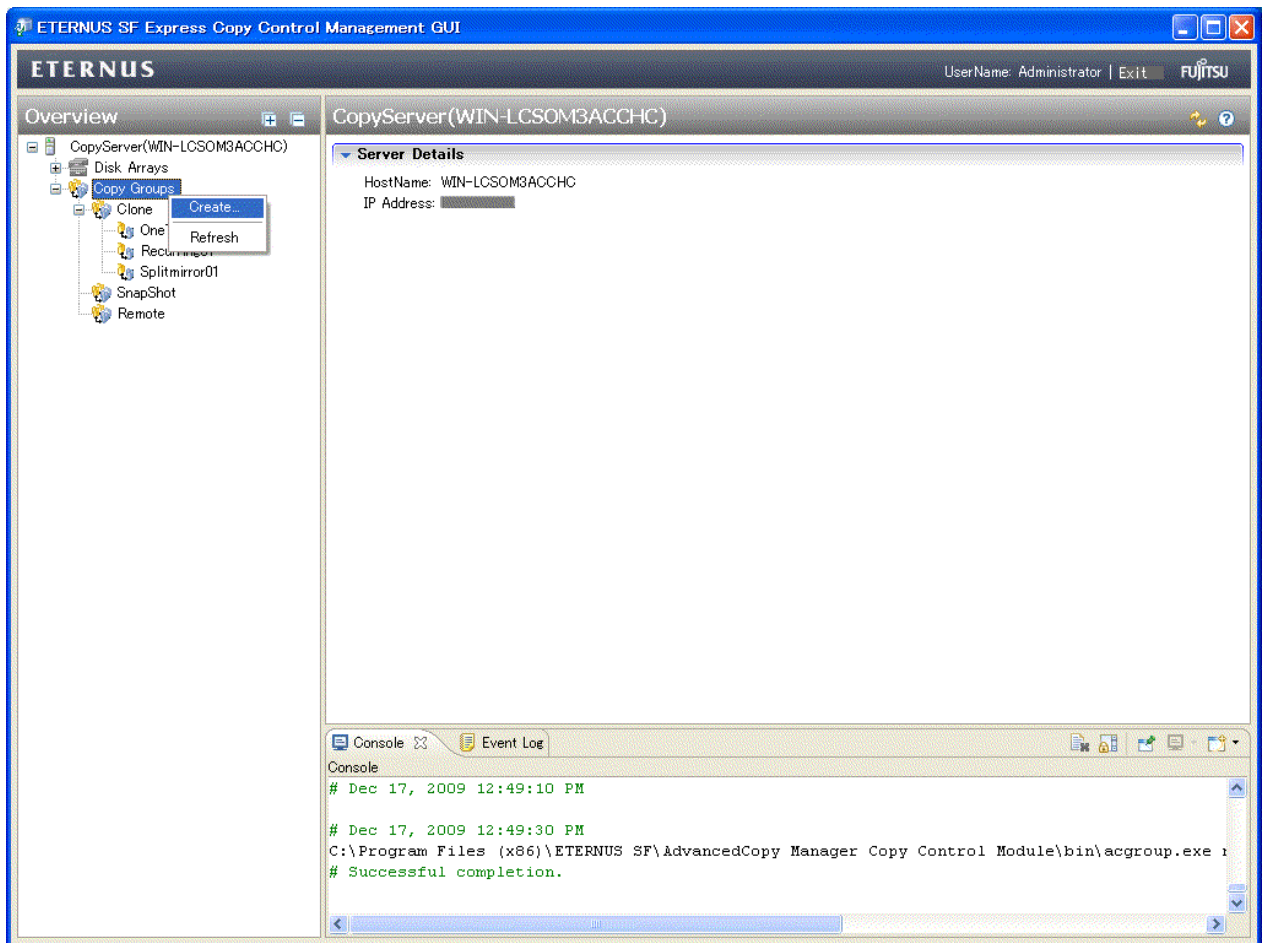 ETERNUS SF Express Copy Control Management GUI
ETERNUS
UserName: Administrator | Exit
FUJITSU
Overview
CopyServer(WIN-LCSOM3ACCHC)
Disk Arrays
Copy Groups
Create...
Refresh
Clone
One
Recurring01
Splitmirror01
SnapShot
Remote
CopyServer(WIN-LCSOM3ACCHC)
Server Details
HostName: WIN-LCSOM3ACCHC
IP Address:
Console
Event Log
Console
# Dec 17, 2009 12:49:10 PM
# Dec 17, 2009 12:49:30 PM
C:\Program Files (x86)\ETERNUS SF\AdvancedCopy Manager Copy Control Module\bin\acgroup.exe
# Successful completion.